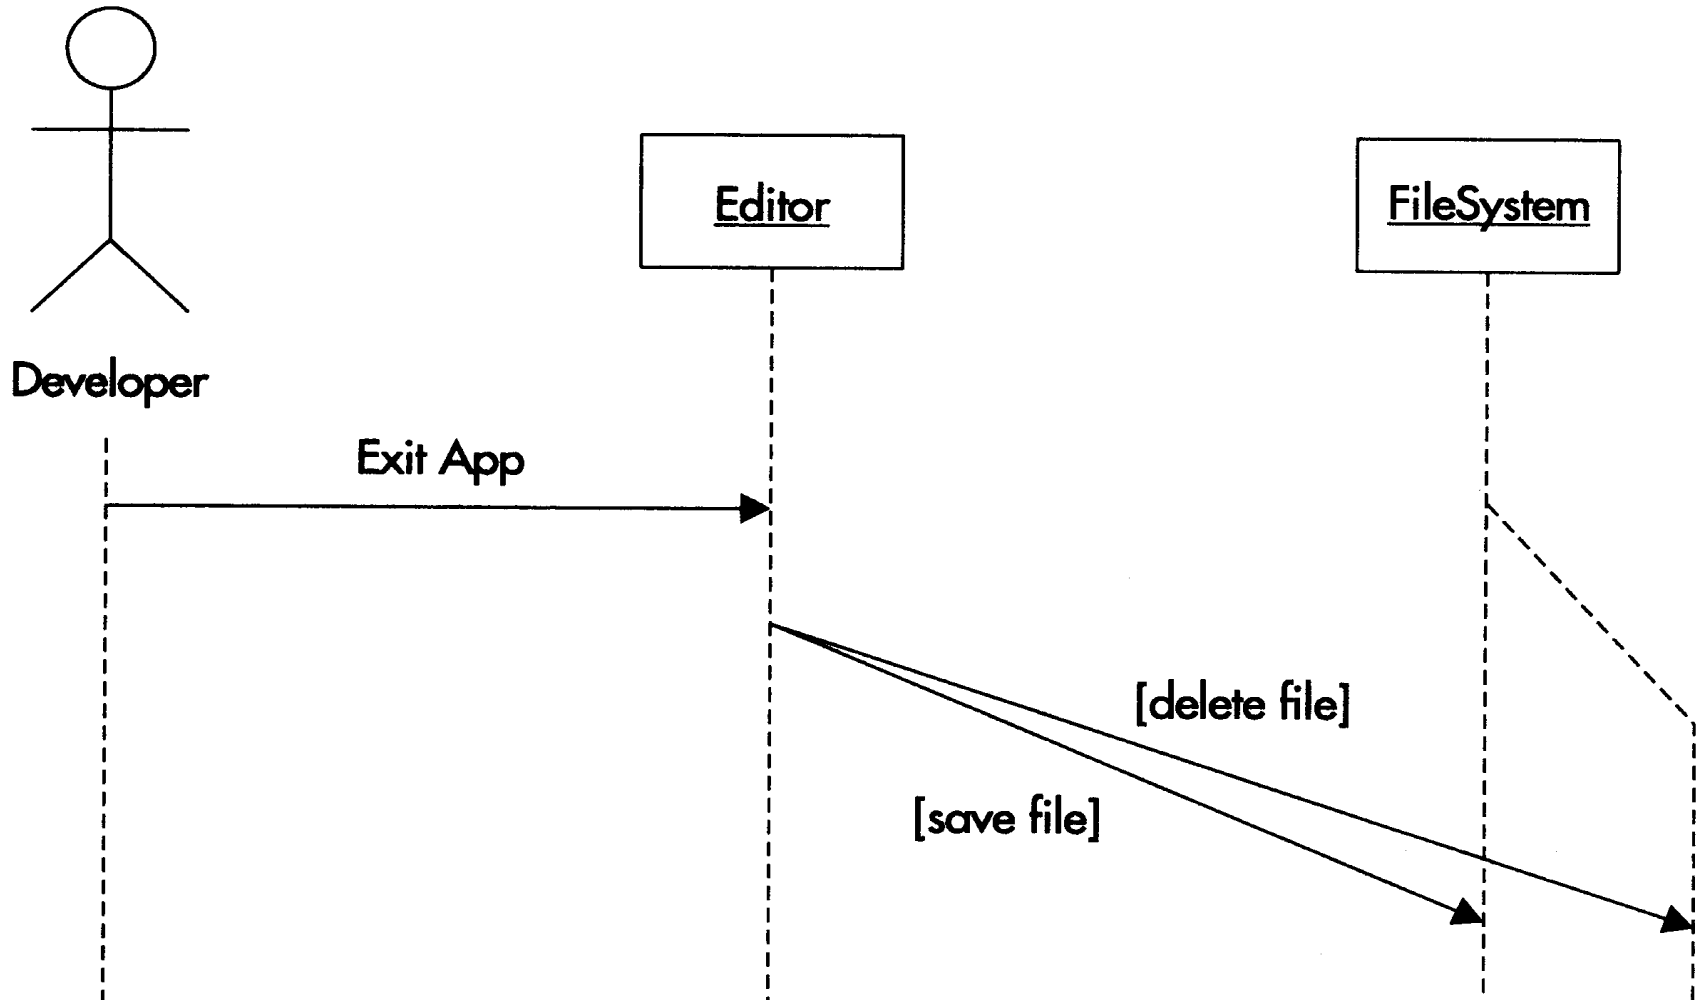 Editor
FileSystem
Developer
Exit App
[delete file]
[save file]